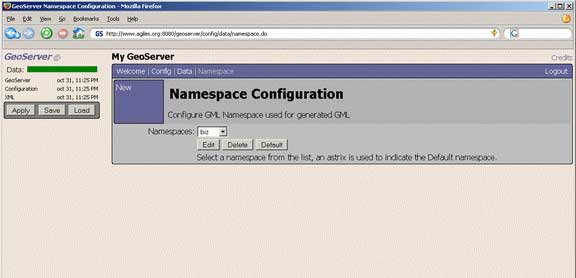 GeoServer Namespace Configuration - Mozilla Firefox
File Edit View Go Bookmarks Tools Help
GS http://www.agiles.org:8080/geoserver/config/data/namespace.do
GeoServer
My GeoServer
Credits
Data:
Welcome | Config | Data | Namespace
Logout
GeoServer oct 31, 11:25 PM
Configuration oct 31, 11:25 PM
XML oct 31, 11:25 PM
Apply Save Load
New
Namespace Configuration
Configure GML Namespace used for generated GML
Namespaces: biz
Edit Delete Default
Select a namespace from the list, an astrix is used to indicate the Default namespace.